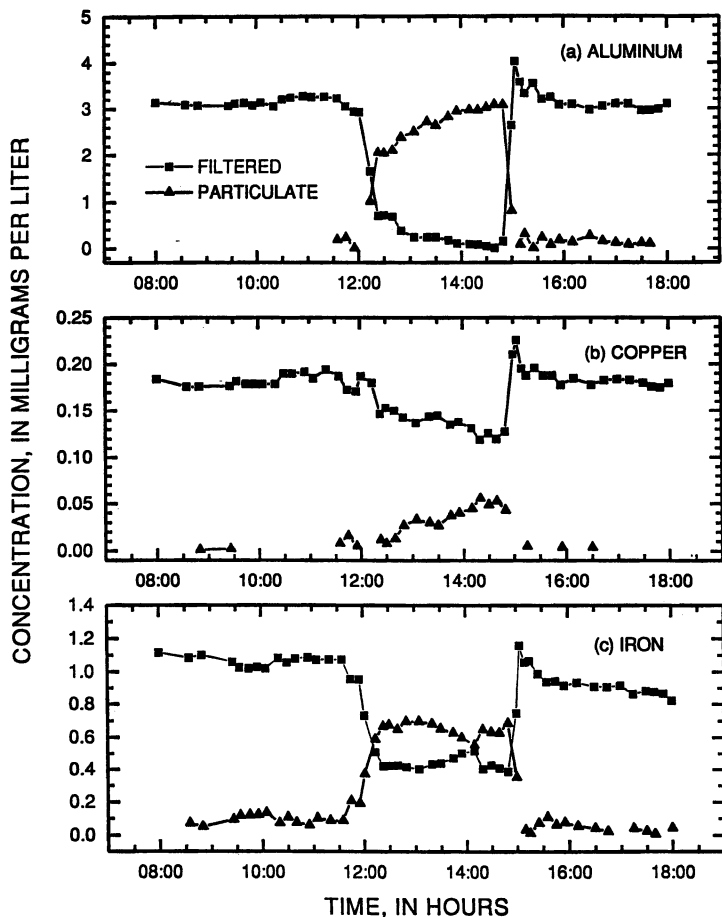 CONCENTRATION, IN MILLIGRAMS PER LITER
(a) ALUMINUM
5
4
3
2
1
0
FILTERED
PARTICULATE
08:00 10:00 12:00 14:00 16:00 18:00
(b) COPPER
0.25
0.20
0.15
0.10
0.05
0.00
08:00 10:00 12:00 14:00 16:00 18:00
(c) IRON
1.4
1.2
1.0
0.8
0.6
0.4
0.2
0.0
08:00 10:00 12:00 14:00 16:00 18:00
TIME, IN HOURS